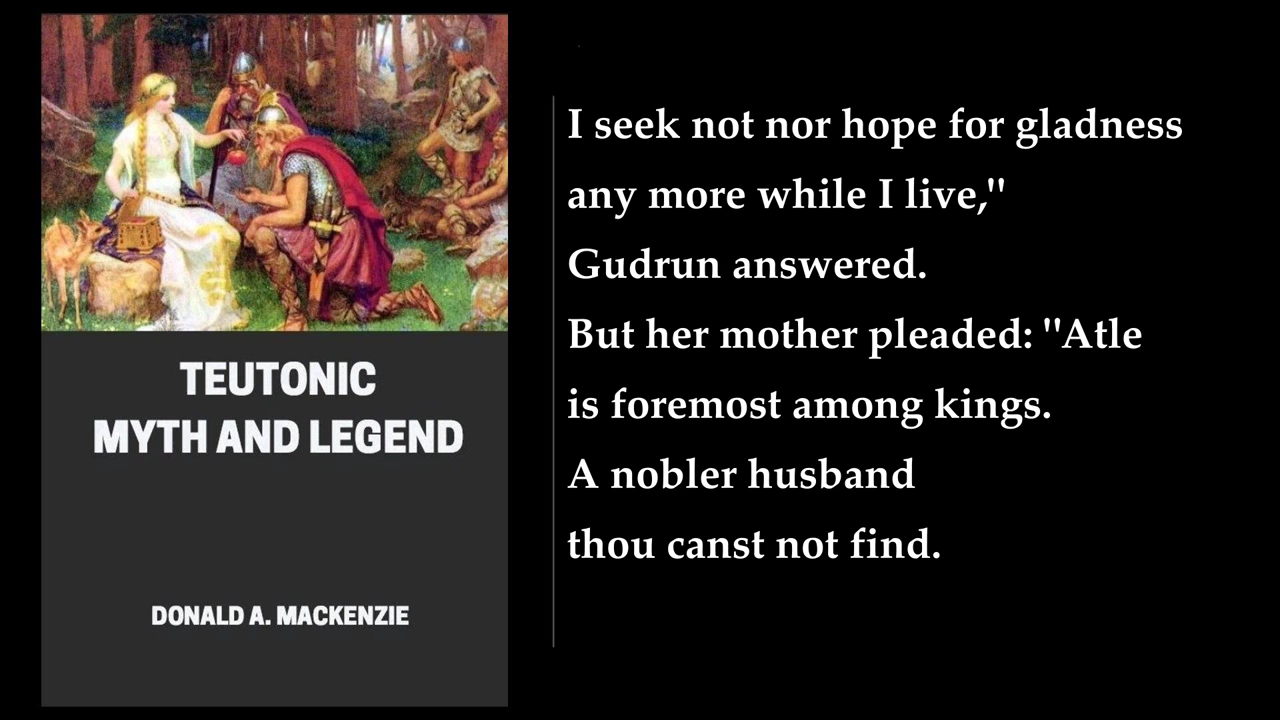 TEUTONIC
MYTH AND LEGEND
DONALD A. MACKENZIE
I seek not nor hope for gladness
any more while I live,"
Gudrun answered.
But her mother pleaded: "Atle
is foremost among kings.
A nobler husband
thou canst not find.